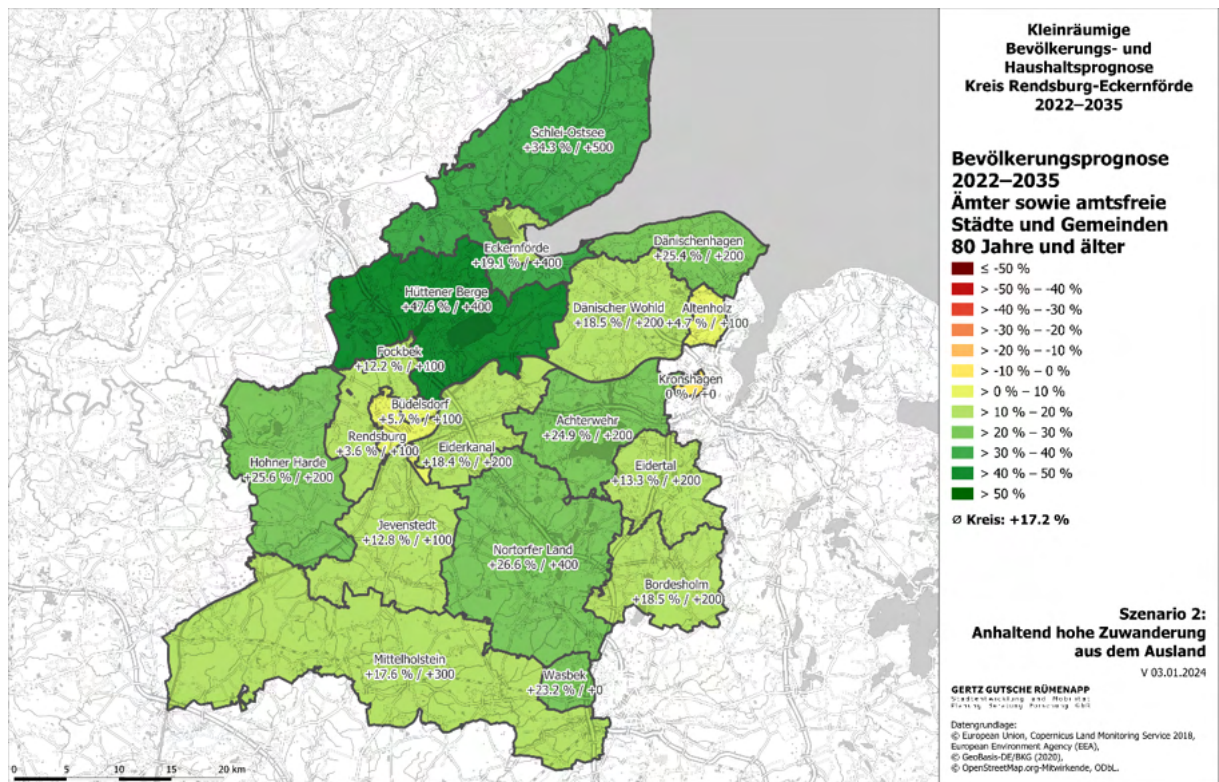 Schlei-Ostsee
+34.3 % / +500
Eckernförde
+19.1 % / +400
Dänischenhagen
+25.4 % / +200
Hüttener Berge
+47.6 % / +400
Dänischer Wohld
+18.5 % / +200
Altenholz
+4.7 % / +100
Fockbek
+12.2 % / +100
Kronshagen
0 % / +0
Büdelsdorf
+5.7 % / +100
Achterwehr
+24.9 % / +200
Rendsburg
+3.6 % / +100
Eiderkanal
+18.4 % / +200
Hohner Harde
+25.6 % / +200
Eidertal
+13.3 % / +200
Jevenstedt
+12.8 % / +100
Nortorfer Land
+26.6 % / +400
Bordesholm
+18.5 % / +200
Mittelholstein
+17.6 % / +300
Wasbek
+23.2 % / +0
0 5 10 15 20 km
Kleinräumige
Bevölkerungs- und
Haushaltsprognose
Kreis Rendsburg-Eckernförde
2022–2035
Bevölkerungsprognose
2022–2035
Ämter sowie amtsfreie
Städte und Gemeinden
80 Jahre und älter
≤ -50 %
> -50 % – -40 %
> -40 % – -30 %
> -30 % – -20 %
> -20 % – -10 %
> -10 % – 0 %
> 0 % – 10 %
> 10 % – 20 %
> 20 % – 30 %
> 30 % – 40 %
> 40 % – 50 %
> 50 %
⌀ Kreis: +17.2 %
Szenario 2:
Anhaltend hohe Zuwanderung
aus dem Ausland
V 03.01.2024
GERTZ GUTSCHE RÜMENAPP
Stadtentwicklung und Mobilität
Planung Beratung Forschung GbR
Datengrundlage:
© European Union, Copernicus Land Monitoring Service 2018,
European Environment Agency (EEA),
© GeoBasis-DE/BKG (2020),
© OpenStreetMap.org-Mitwirkende, ODbL.